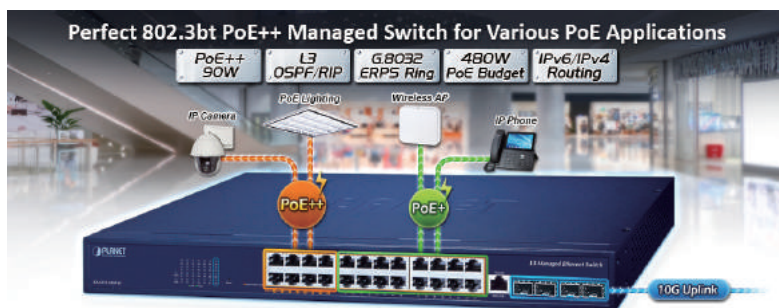 Perfect 802.3bt PoE++ Managed Switch for Various PoE Applications
PoE++
90W
L3
OSPF/RIP
G.8032
ERPS Ring
480W
PoE Budget
IPv6/IPv4
Routing
IP Camera
PoE Lighting
Wireless AP
IP Phone
PoE++
PoE+
PLANET
L3 Managed Ethernet Switch
10G Uplink